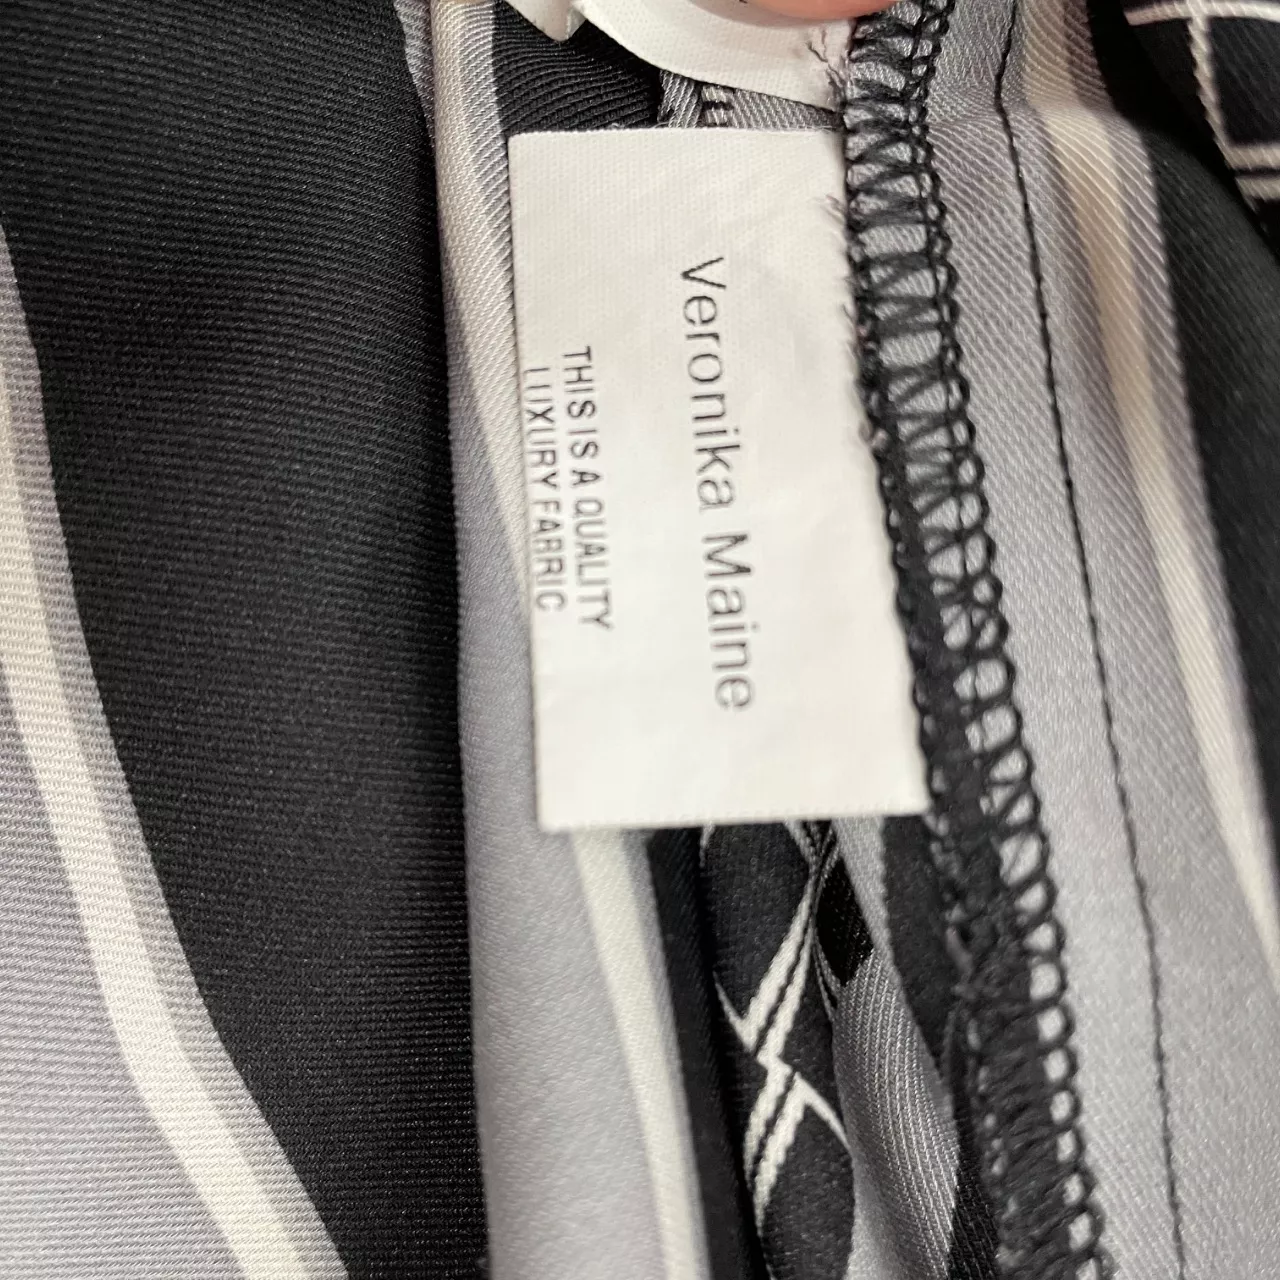 Veronika Maine
THIS IS A QUALITY
LUXURY FABRIC